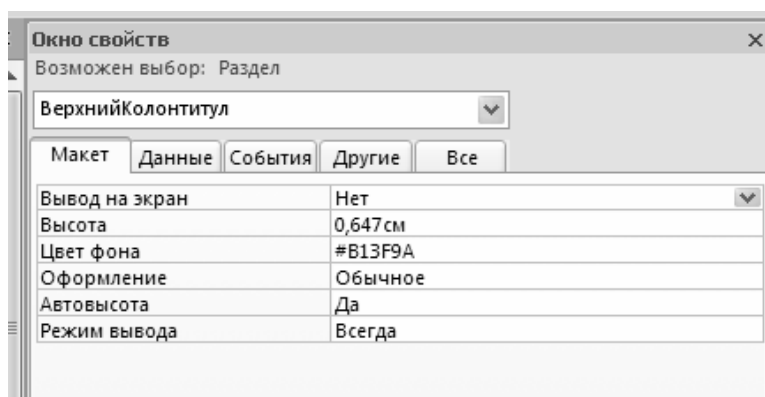 Окно свойств
Возможен выбор: Раздел
ВерхнийКолонтитул
Макет Данные События Другие Все
Вывод на экран Нет
Высота 0,647см
Цвет фона #B13F9A
Оформление Обычное
Автовысота Да
Режим вывода Всегда